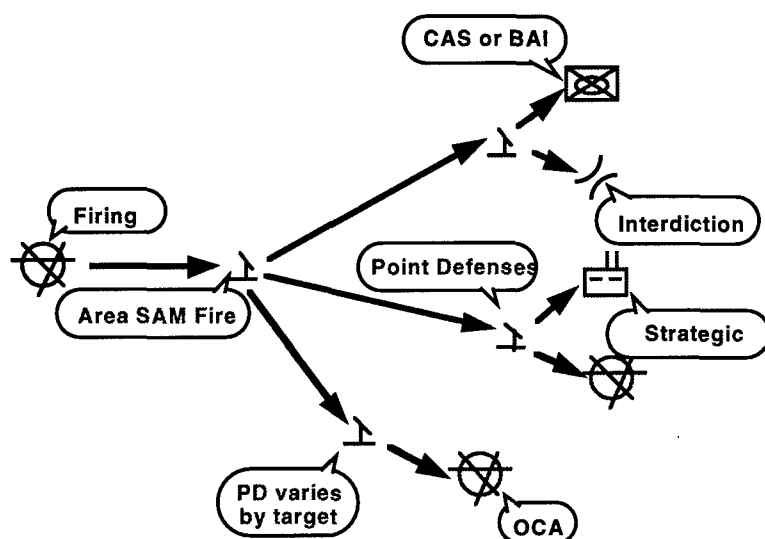 CAS or BAI
Firing
Interdiction
Point Defenses
Area SAM Fire
Strategic
PD varies
by target
OCA